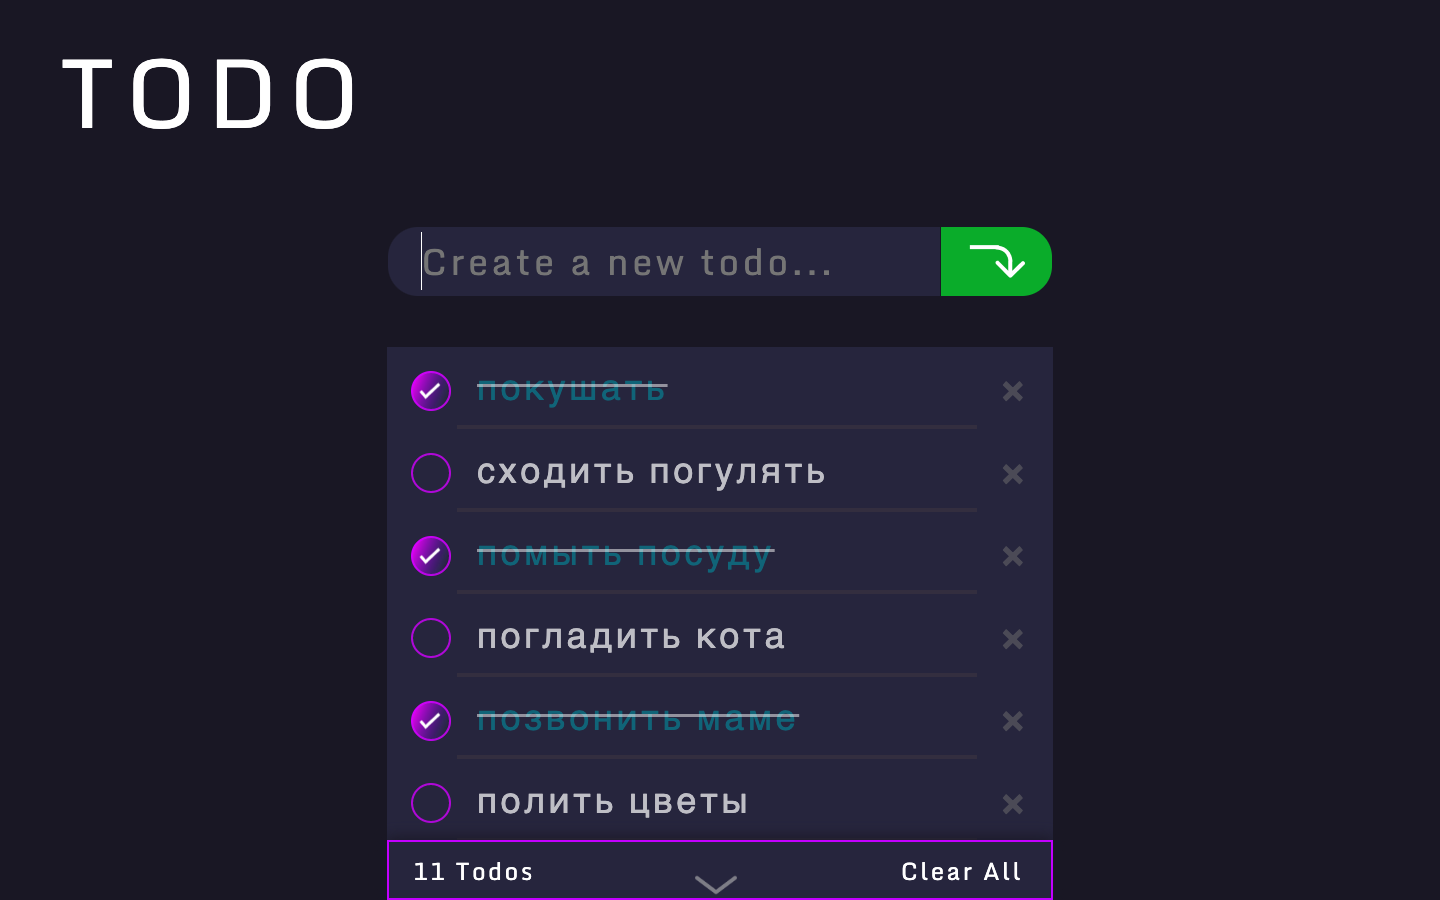 TODO
Create a new todo...
покушать
сходить погулять
помыть посуду
погладить кота
позвонить маме
полить цветы
11 Todos
Clear All